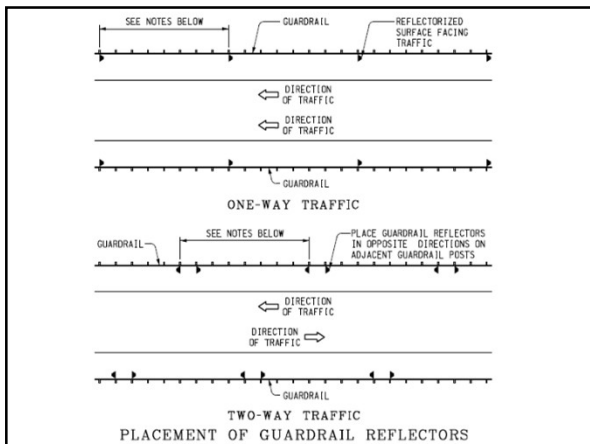 SEE NOTES BELOW
GUARDRAIL
REFLECTORIZED
SURFACE FACING
TRAFFIC
DIRECTION
OF TRAFFIC
DIRECTION
OF TRAFFIC
GUARDRAIL
ONE-WAY TRAFFIC
GUARDRAIL
SEE NOTES BELOW
PLACE GUARDRAIL REFLECTORS
IN OPPOSITE DIRECTIONS ON
ADJACENT GUARDRAIL POSTS
DIRECTION
OF TRAFFIC
DIRECTION
OF TRAFFIC
GUARDRAIL
TWO-WAY TRAFFIC
PLACEMENT OF GUARDRAIL REFLECTORS